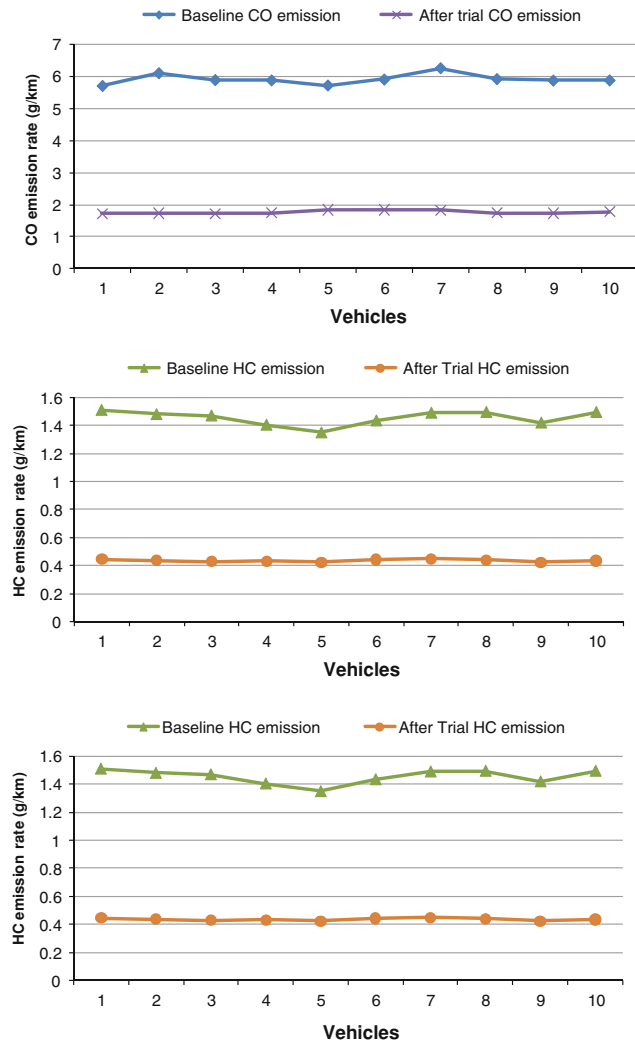 Baseline CO emission After trial CO emission
7
6
5
4
3
2
1
0
CO emission rate (g/km)
1 2 3 4 5 6 7 8 9 10
Vehicles
Baseline HC emission After Trial HC emission
1.6
1.4
1.2
1
0.8
0.6
0.4
0.2
0
HC emission rate (g/km)
1 2 3 4 5 6 7 8 9 10
Vehicles
Baseline HC emission After Trial HC emission
1.6
1.4
1.2
1
0.8
0.6
0.4
0.2
0
HC emission rate (g/km)
1 2 3 4 5 6 7 8 9 10
Vehicles